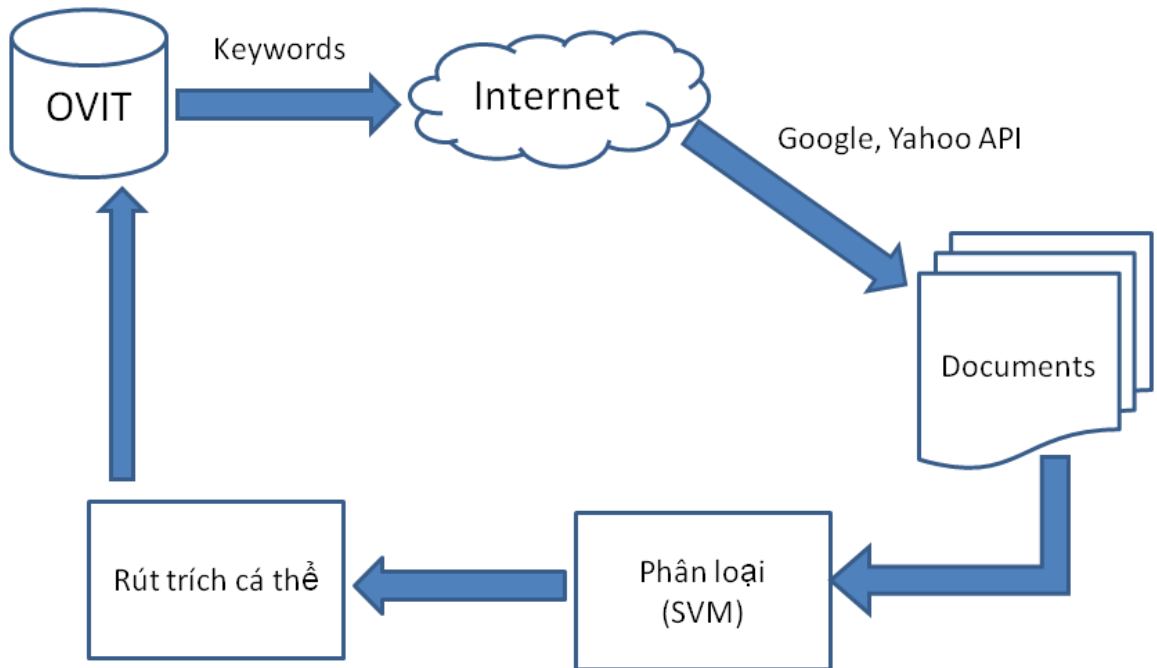 Keywords
OVIT
Internet
Google, Yahoo API
Documents
Rút trích cá thể
Phân loại
(SVM)